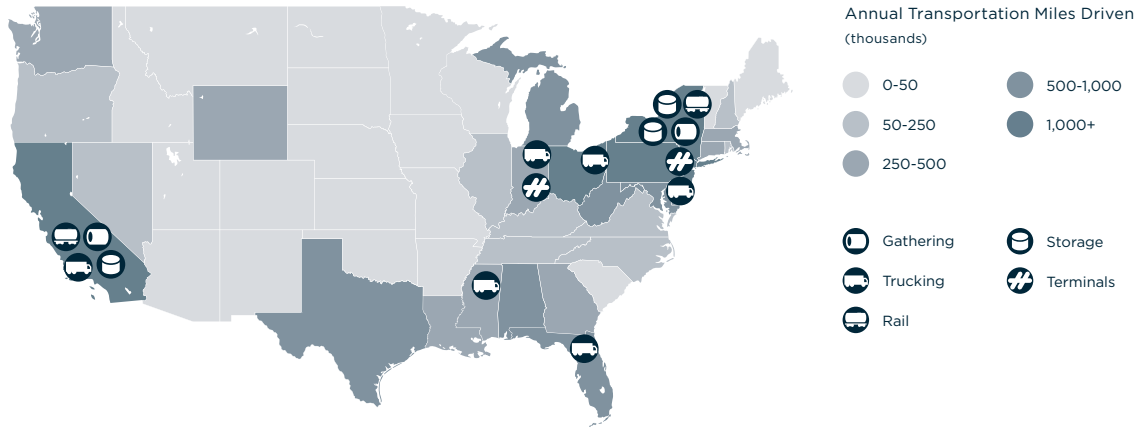 Annual Transportation Miles Driven
(thousands)
0-50
50-250
250-500
500-1,000
1,000+
Gathering
Trucking
Rail
Storage
Terminals